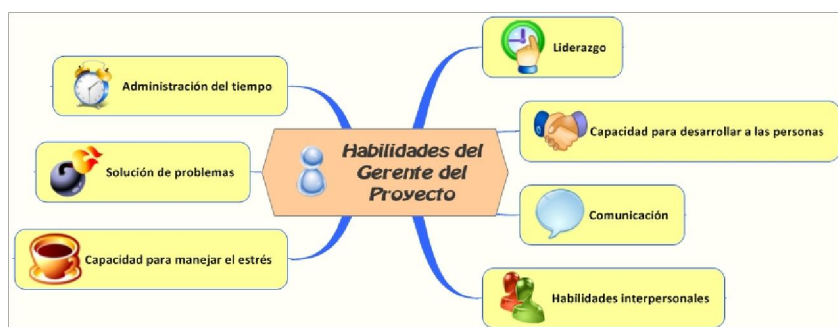 Habilidades del
Gerente del
Proyecto
Liderazgo
Capacidad para desarrollar a las personas
Comunicación
Habilidades interpersonales
Administración del tiempo
Solución de problemas
Capacidad para manejar el estrés